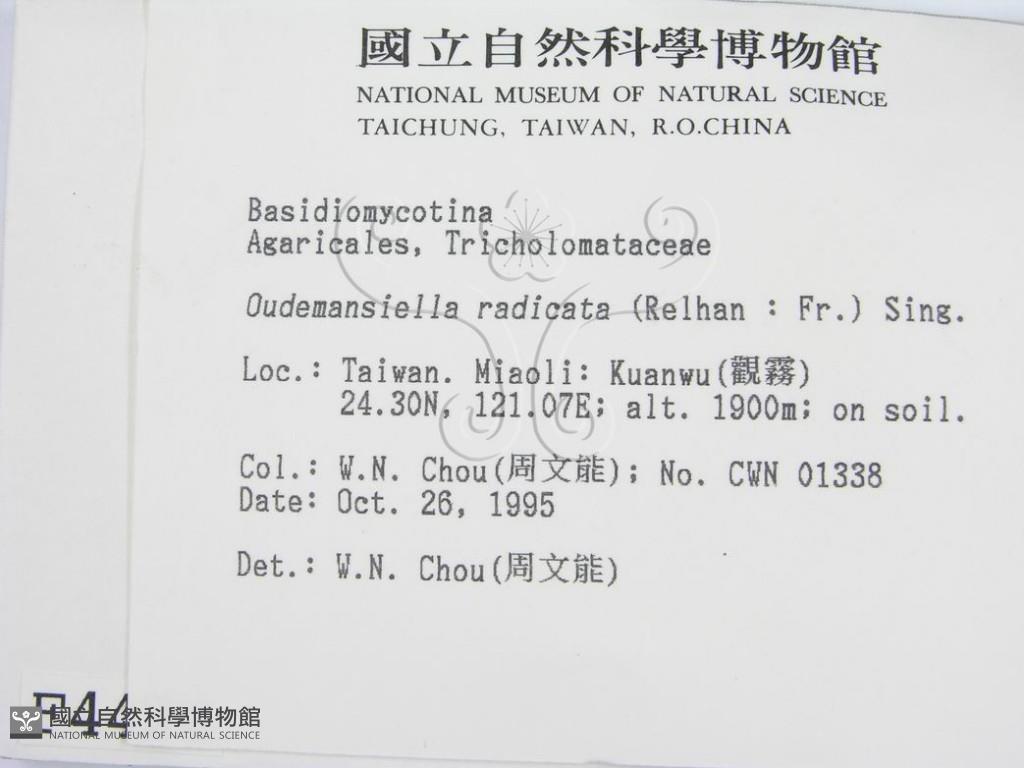 國立自然科學博物館
NATIONAL MUSEUM OF NATURAL SCIENCE
TAICHUNG, TAIWAN, R.O.CHINA
Basidiomycotina
Agaricales, Tricholomataceae
Oudemansiella radicata (Relhan : Fr.) Sing.
Loc.: Taiwan. Miaoli: Kuanwu(觀霧)
24.30N, 121.07E; alt. 1900m; on soil.
Col.: W.N. Chou(周文能); No. CWN 01338
Date: Oct. 26, 1995
Det.: W.N. Chou(周文能)
國立自然科學博物館
NATIONAL MUSEUM OF NATURAL SCIENCE